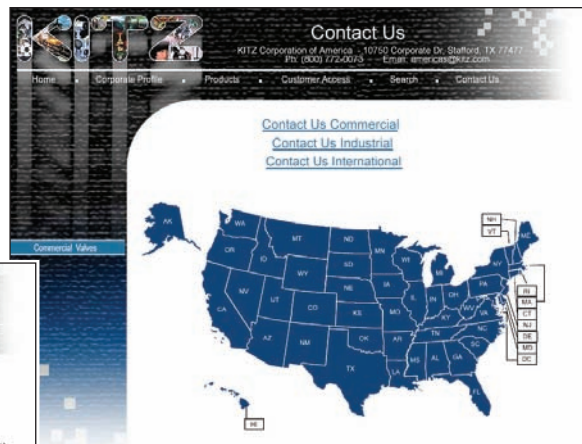 KITZ
Contact Us
KITZ Corporation of America - 10750 Corporate Dr, Stafford, TX 77477
Ph: (800) 772-0073 Email: americas@kitz.com
Home Corporate Profile Products Customer Access Search Contact Us
Contact Us Commercial
Contact Us Industrial
Contact Us International
Commercial Valves
AK
WA
OR
CA
ID
NV
MT
WY
UT
AZ
CO
NM
ND
SD
NE
KS
OK
TX
MN
IA
MO
AR
LA
WI
IL
MI
IN
OH
KY
TN
MS
AL
GA
FL
SC
NC
VA
WV
PA
NY
ME
NH
VT
RI
MA
CT
NJ
DE
MD
DC
HI